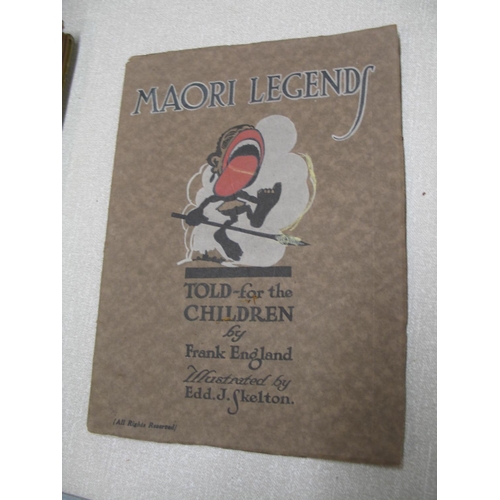 MAORI LEGENDS
TOLD-for the
CHILDREN
by
Frank England
Illustrated by
Edd. J. Skelton.
(All Rights Reserved)